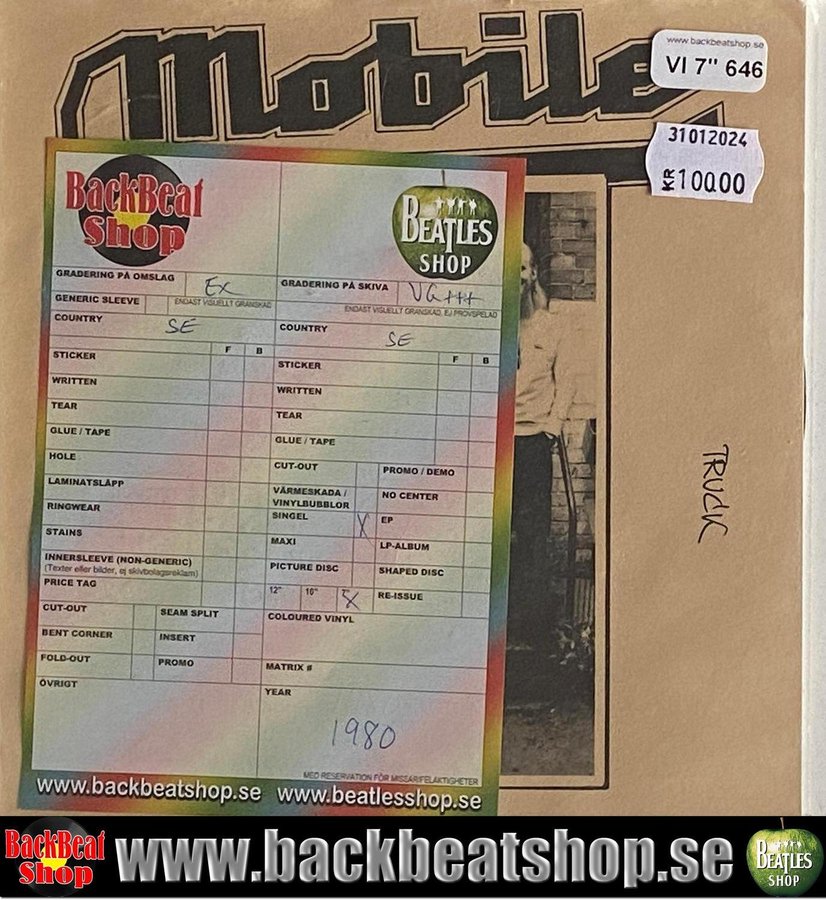 Mobile
www.backbeatshop.se
VI 7" 646
31012024
KR 100.00
TRUCK
BackBeat
Shop
BEATLES
SHOP
GRADERING PÅ OMSLAG
EX
GENERIC SLEEVE
ENDAST VISUELLT GRANSKAD
COUNTRY
SE
F B
STICKER
WRITTEN
TEAR
GLUE / TAPE
HOLE
LAMINATSLÄPP
RINGWEAR
STAINS
INNERSLEEVE (NON-GENERIC)
(Texter eller bilder, ej skivbolagsreklam)
PRICE TAG
CUT-OUT SEAM SPLIT
BENT CORNER INSERT
FOLD-OUT PROMO
ÖVRIGT
GRADERING PÅ SKIVA
VG+++
ENDAST VISUELLT GRANSKAD, EJ PROVSPELAD
COUNTRY
SE
F B
STICKER
WRITTEN
TEAR
GLUE / TAPE
CUT-OUT PROMO / DEMO
VÄRMESKADA /
VINYLBUBBLOR NO CENTER
SINGEL X EP
MAXI LP-ALBUM
PICTURE DISC SHAPED DISC
12" 10" X RE-ISSUE
COLOURED VINYL
MATRIX #
YEAR
1980
MED RESERVATION FÖR MISSAR/FELAKTIGHETER
www.backbeatshop.se www.beatlesshop.se
BackBeat
Shop
www.backbeatshop.se
BEATLES
SHOP